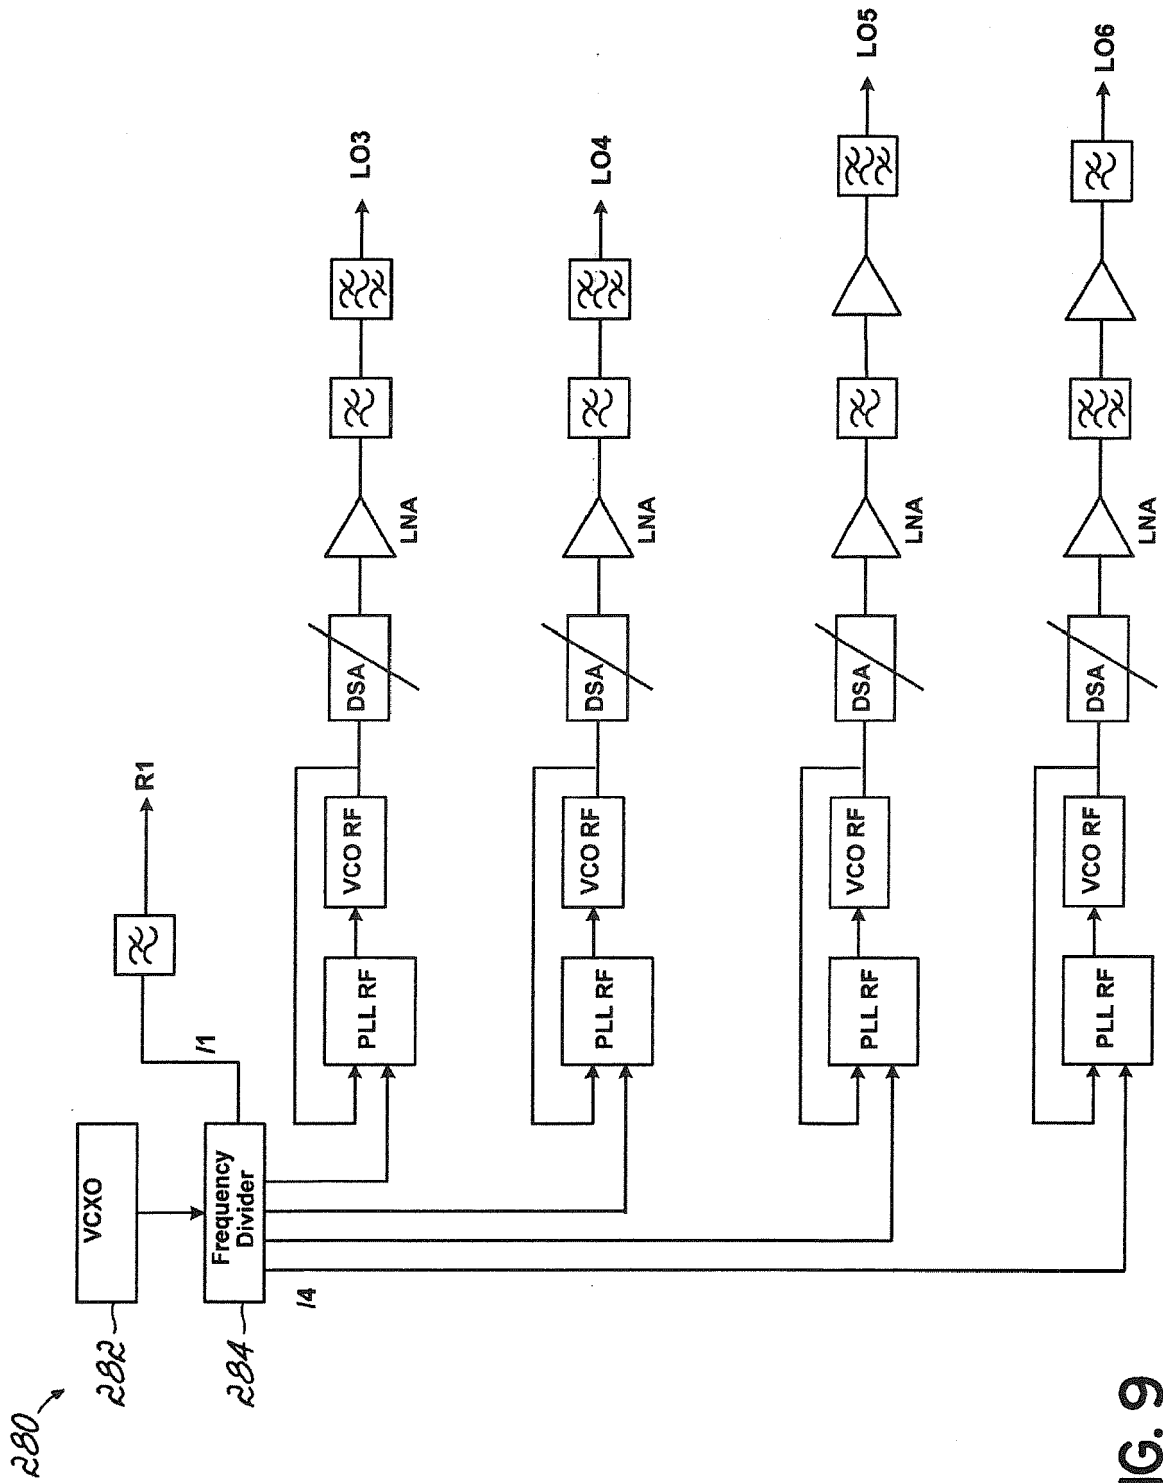 280
282
VCXO
284
Frequency
Divider
/1
R1
/4
PLL RF
VCO RF
DSA
LNA
LO3
PLL RF
VCO RF
DSA
LNA
LO4
PLL RF
VCO RF
DSA
LNA
LO5
PLL RF
VCO RF
DSA
LNA
LO6
IG. 9